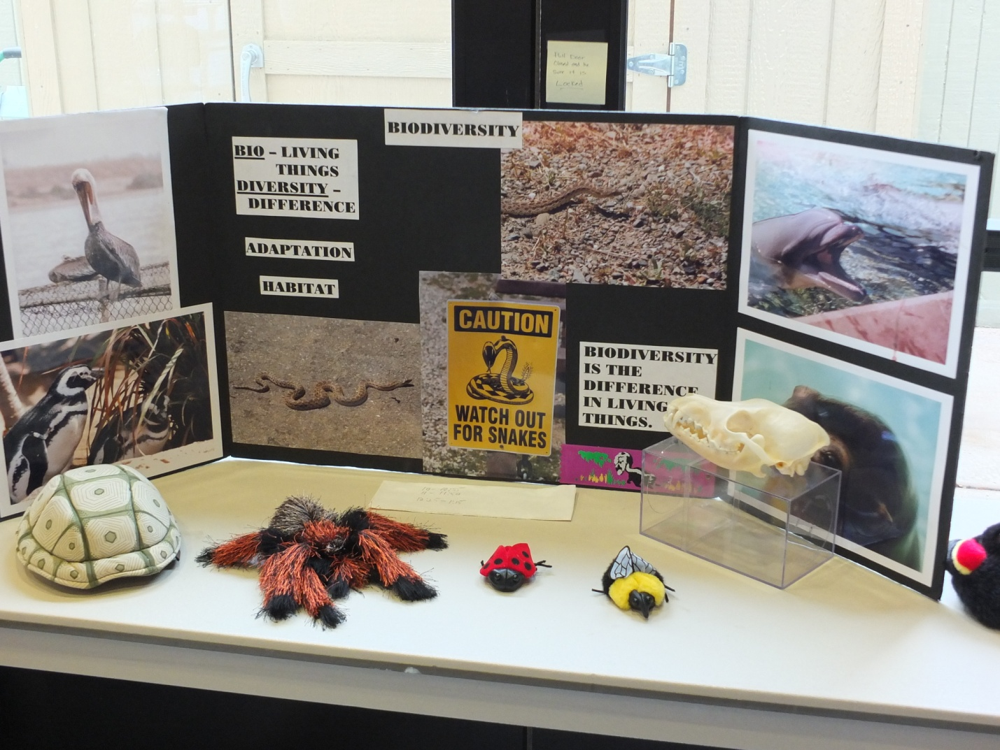 Pull Door
Closed and be
Sure it is
Locked
BIODIVERSITY
BIO – LIVING
THINGS
DIVERSITY –
DIFFERENCE
ADAPTATION
HABITAT
CAUTION
WATCH OUT
FOR SNAKES
BIODIVERSITY
IS THE
DIFFERENCE
IN LIVING
THINGS.